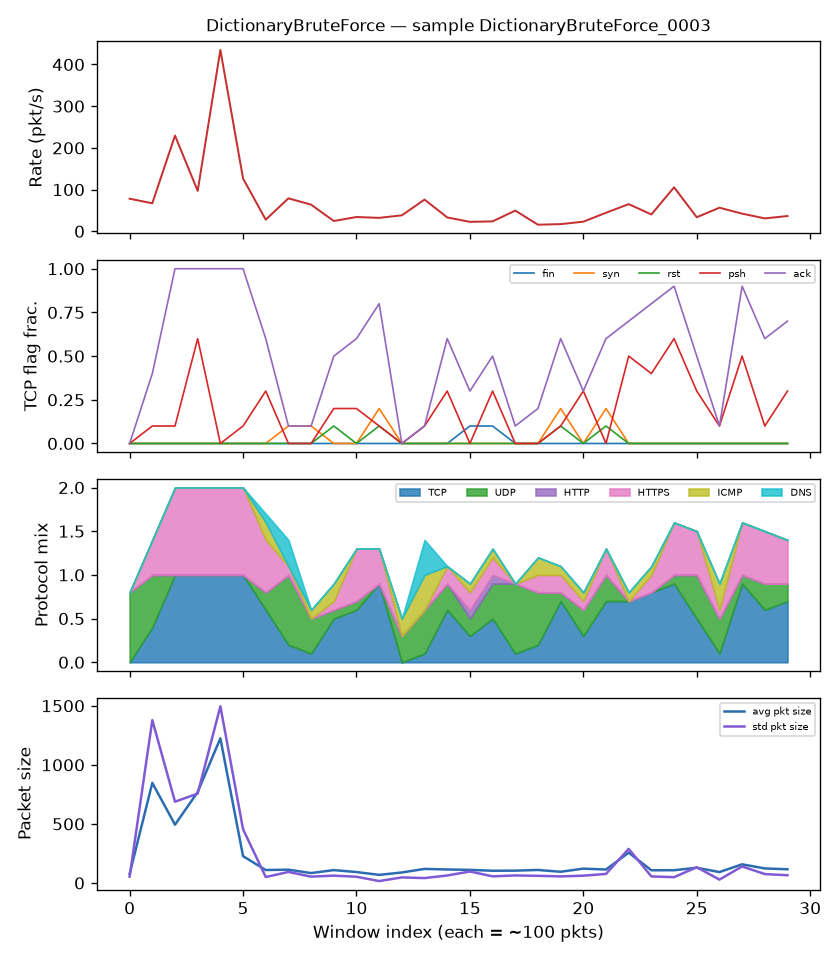 DictionaryBruteForce — sample DictionaryBruteForce_0003
Rate (pkt/s)
400
300
200
100
0
TCP flag frac.
1.00
0.75
0.50
0.25
0.00
fin syn rst psh ack
Protocol mix
2.0
1.5
1.0
0.5
0.0
TCP UDP HTTP HTTPS ICMP DNS
Packet size
1500
1000
500
0
avg pkt size
std pkt size
0 5 10 15 20 25 30
Window index (each = ~100 pkts)